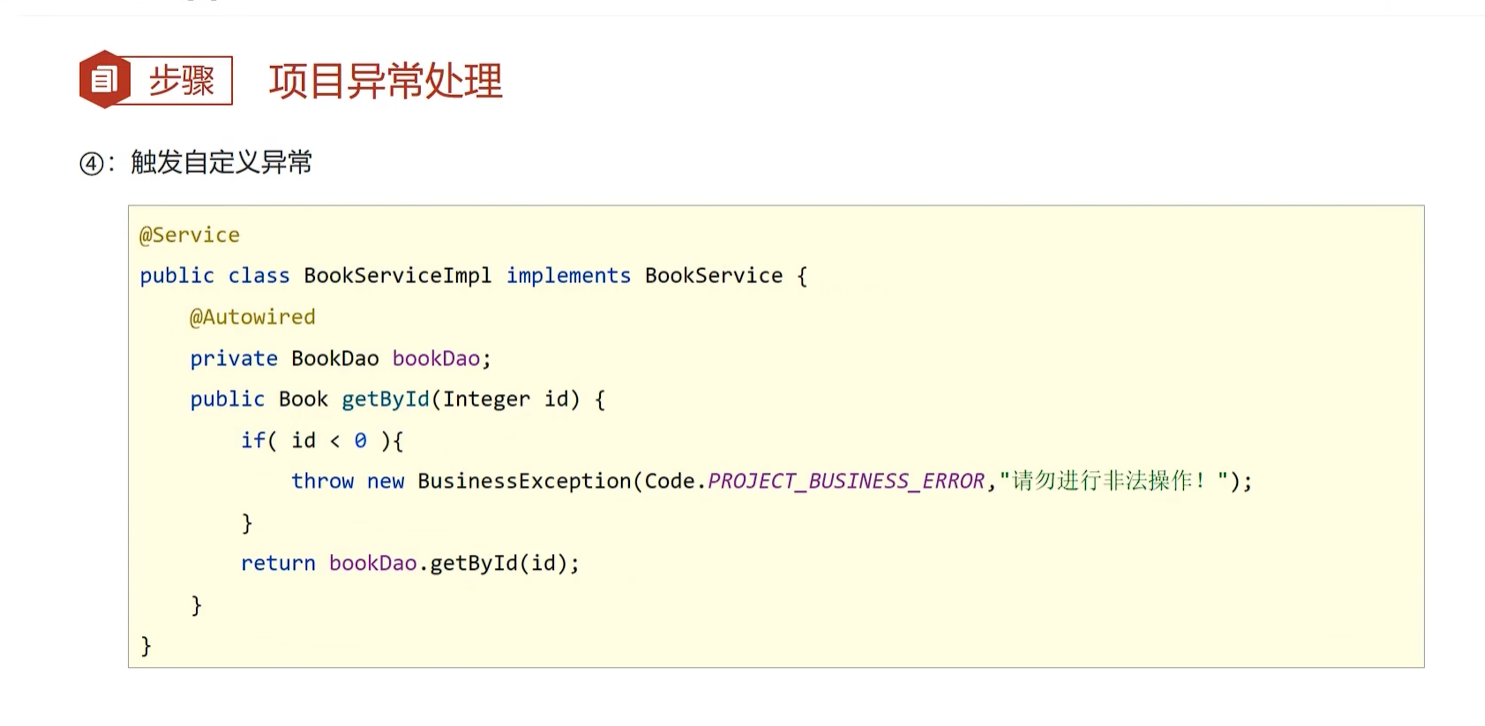 步骤 项目异常处理
④：触发自定义异常
@Service
public class BookServiceImpl implements BookService {
    @Autowired
    private BookDao bookDao;
    public Book getById(Integer id) {
        if( id < 0 ){
            throw new BusinessException(Code.PROJECT_BUSINESS_ERROR,"请勿进行非法操作！");
        }
        return bookDao.getById(id);
    }
}